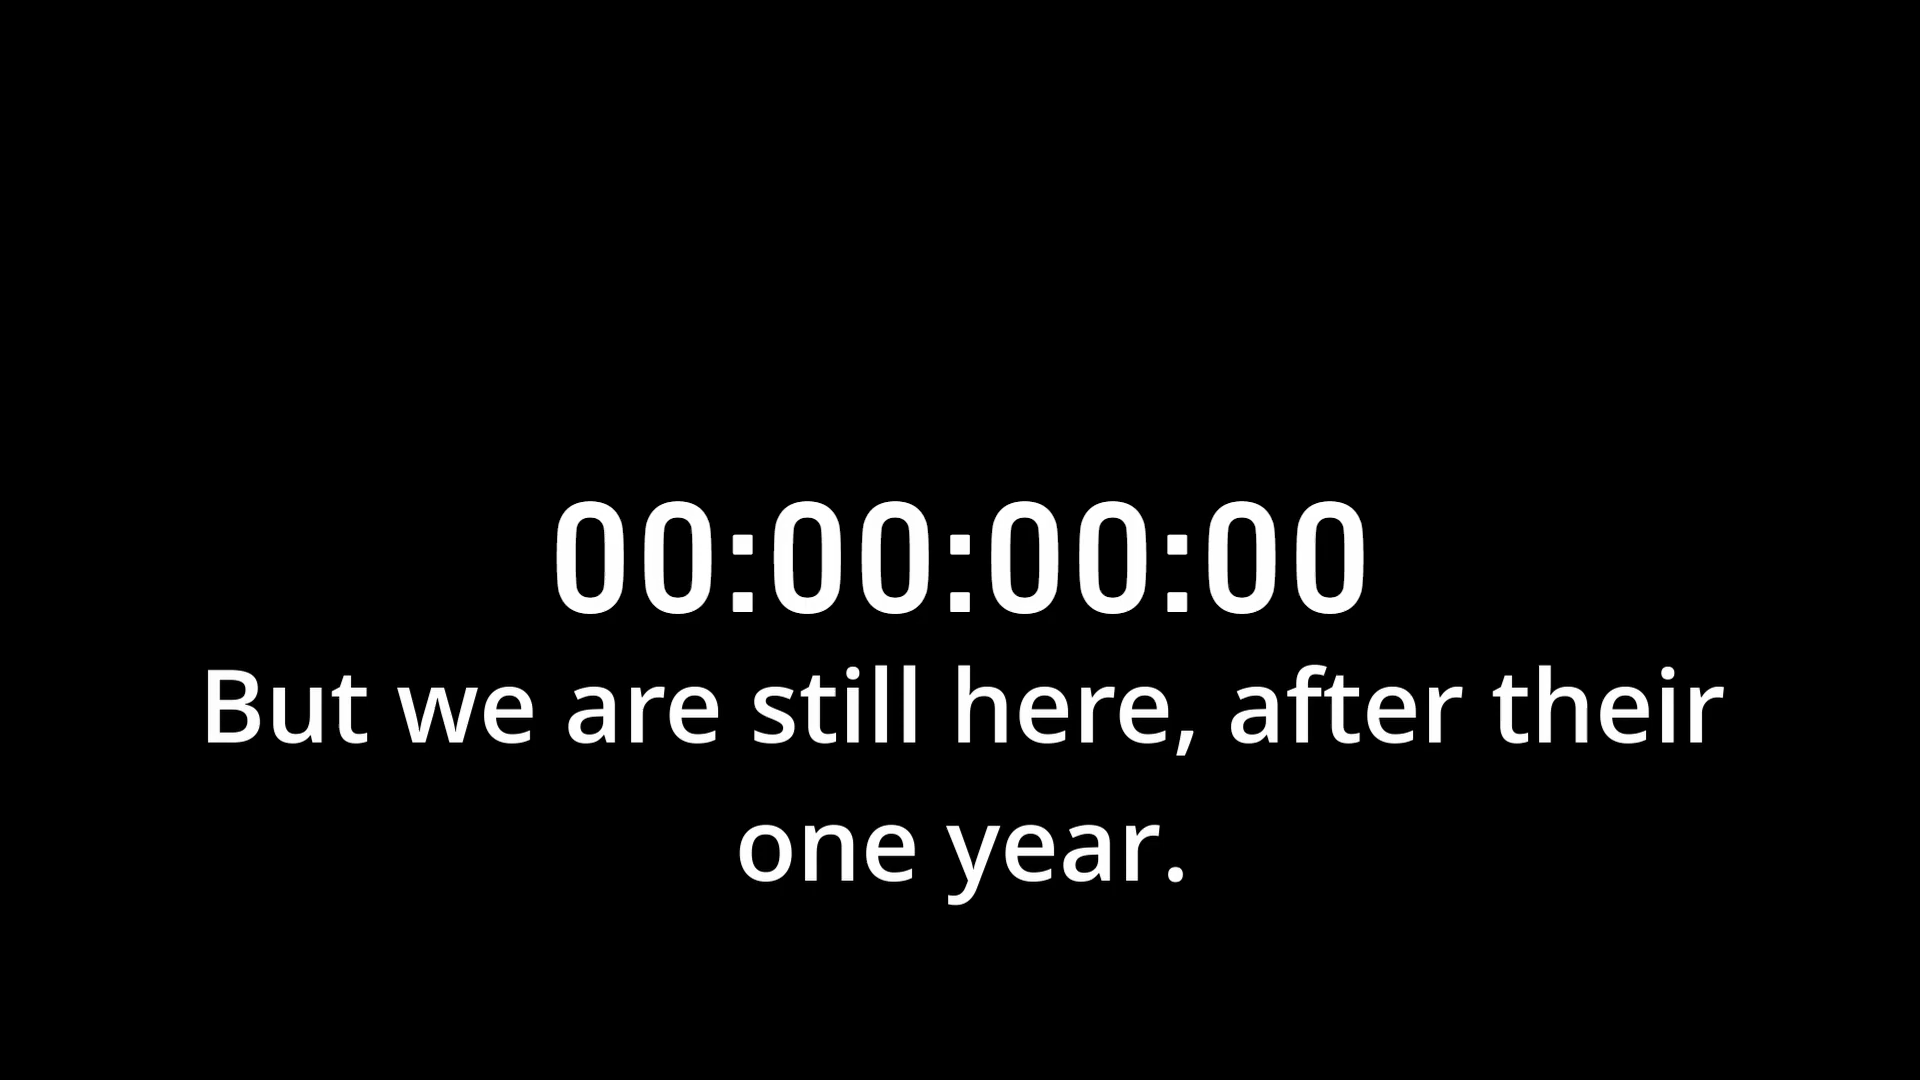 00:00:00:00
But we are still here, after their
one year.